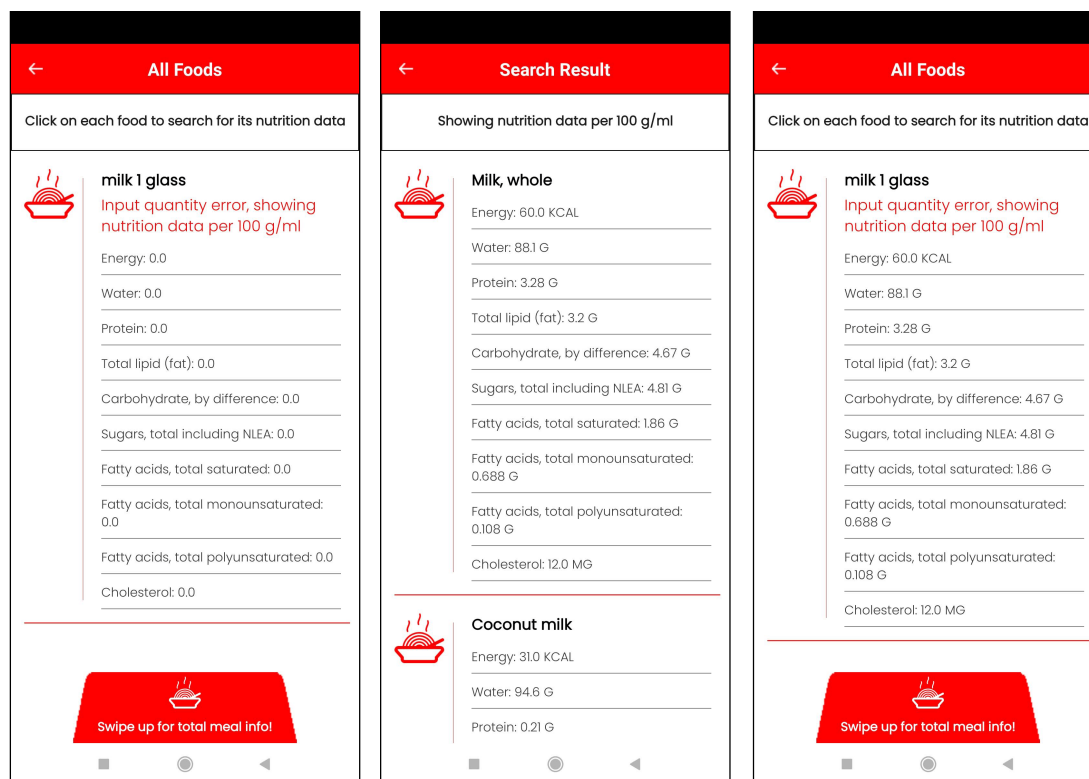 All Foods
Click on each food to search for its nutrition data
milk 1 glass
Input quantity error, showing
nutrition data per 100 g/ml
Energy: 0.0
Water: 0.0
Protein: 0.0
Total lipid (fat): 0.0
Carbohydrate, by difference: 0.0
Sugars, total including NLEA: 0.0
Fatty acids, total saturated: 0.0
Fatty acids, total monounsaturated:
0.0
Fatty acids, total polyunsaturated: 0.0
Cholesterol: 0.0
Swipe up for total meal info!
Search Result
Showing nutrition data per 100 g/ml
Milk, whole
Energy: 60.0 KCAL
Water: 88.1 G
Protein: 3.28 G
Total lipid (fat): 3.2 G
Carbohydrate, by difference: 4.67 G
Sugars, total including NLEA: 4.81 G
Fatty acids, total saturated: 1.86 G
Fatty acids, total monounsaturated:
0.688 G
Fatty acids, total polyunsaturated:
0.108 G
Cholesterol: 12.0 MG
Coconut milk
Energy: 31.0 KCAL
Water: 94.6 G
Protein: 0.21 G
All Foods
Click on each food to search for its nutrition data
milk 1 glass
Input quantity error, showing
nutrition data per 100 g/ml
Energy: 60.0 KCAL
Water: 88.1 G
Protein: 3.28 G
Total lipid (fat): 3.2 G
Carbohydrate, by difference: 4.67 G
Sugars, total including NLEA: 4.81 G
Fatty acids, total saturated: 1.86 G
Fatty acids, total monounsaturated:
0.688 G
Fatty acids, total polyunsaturated:
0.108 G
Cholesterol: 12.0 MG
Swipe up for total meal info!